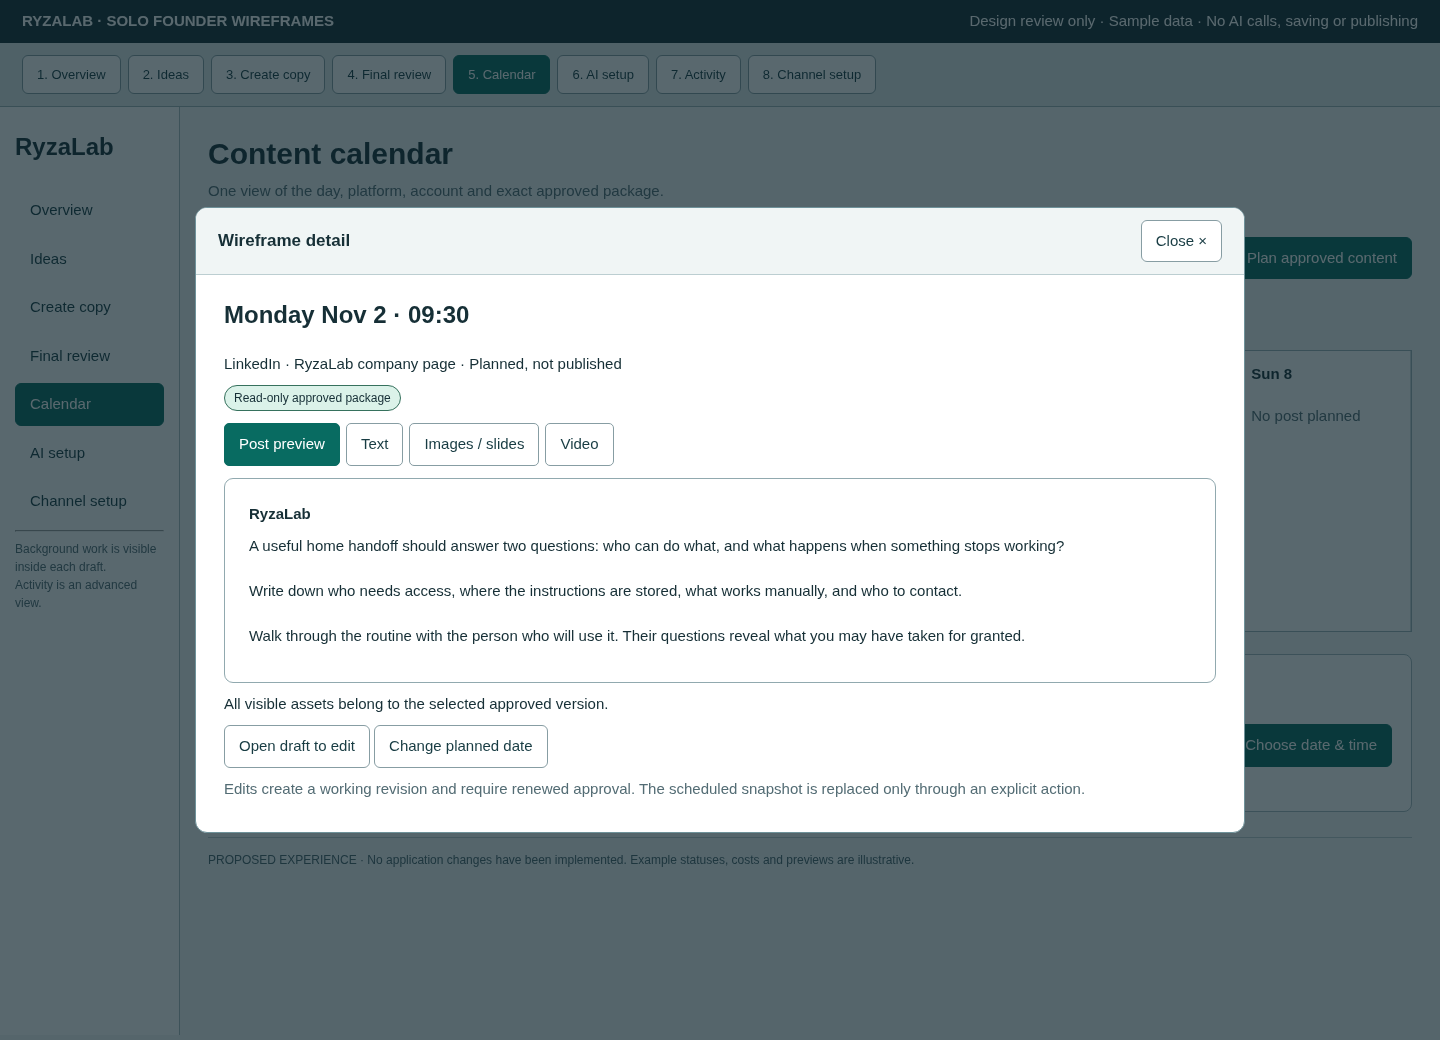 RYZALAB · SOLO FOUNDER WIREFRAMES
Design review only · Sample data · No AI calls, saving or publishing
1. Overview
2. Ideas
3. Create copy
4. Final review
5. Calendar
6. AI setup
7. Activity
8. Channel setup
RyzaLab
Overview
Ideas
Create copy
Final review
Calendar
AI setup
Channel setup
Background work is visible
inside each draft.
Activity is an advanced
view.
Content calendar
One view of the day, platform, account and exact approved package.
Plan approved content
Sun 8
No post planned
Choose date & time
Wireframe detail
Close ×
Monday Nov 2 · 09:30
LinkedIn · RyzaLab company page · Planned, not published
Read-only approved package
Post preview
Text
Images / slides
Video
RyzaLab
A useful home handoff should answer two questions: who can do what, and what happens when something stops working?
Write down who needs access, where the instructions are stored, what works manually, and who to contact.
Walk through the routine with the person who will use it. Their questions reveal what you may have taken for granted.
All visible assets belong to the selected approved version.
Open draft to edit
Change planned date
Edits create a working revision and require renewed approval. The scheduled snapshot is replaced only through an explicit action.
PROPOSED EXPERIENCE · No application changes have been implemented. Example statuses, costs and previews are illustrative.